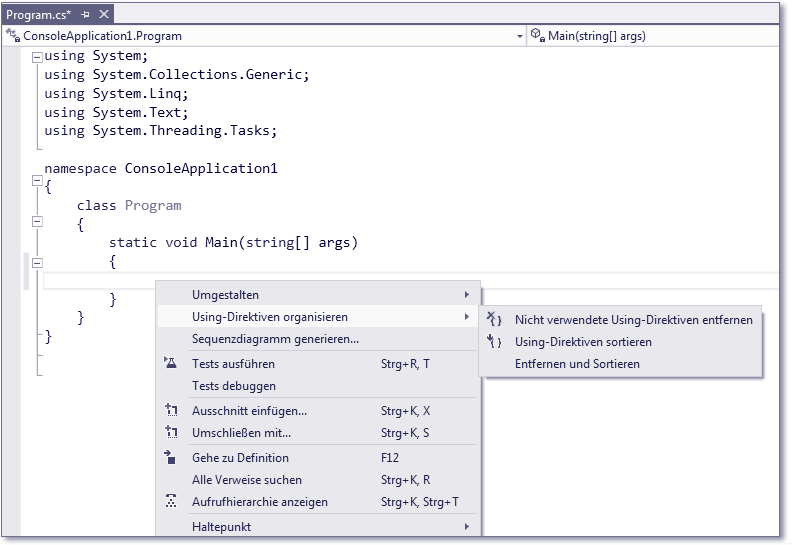 Program.cs*
ConsoleApplication1.Program
Main(string[] args)
using System;
using System.Collections.Generic;
using System.Linq;
using System.Text;
using System.Threading.Tasks;
namespace ConsoleApplication1
{
class Program
{
static void Main(string[] args)
{
}
}
}
Umgestalten
Using-Direktiven organisieren
Sequenzdiagramm generieren...
Tests ausführen Strg+R, T
Tests debuggen
Ausschnitt einfügen... Strg+K, X
Umschließen mit... Strg+K, S
Gehe zu Definition F12
Alle Verweise suchen Strg+K, R
Aufrufhierarchie anzeigen Strg+K, Strg+T
Haltepunkt
Nicht verwendete Using-Direktiven entfernen
Using-Direktiven sortieren
Entfernen und Sortieren